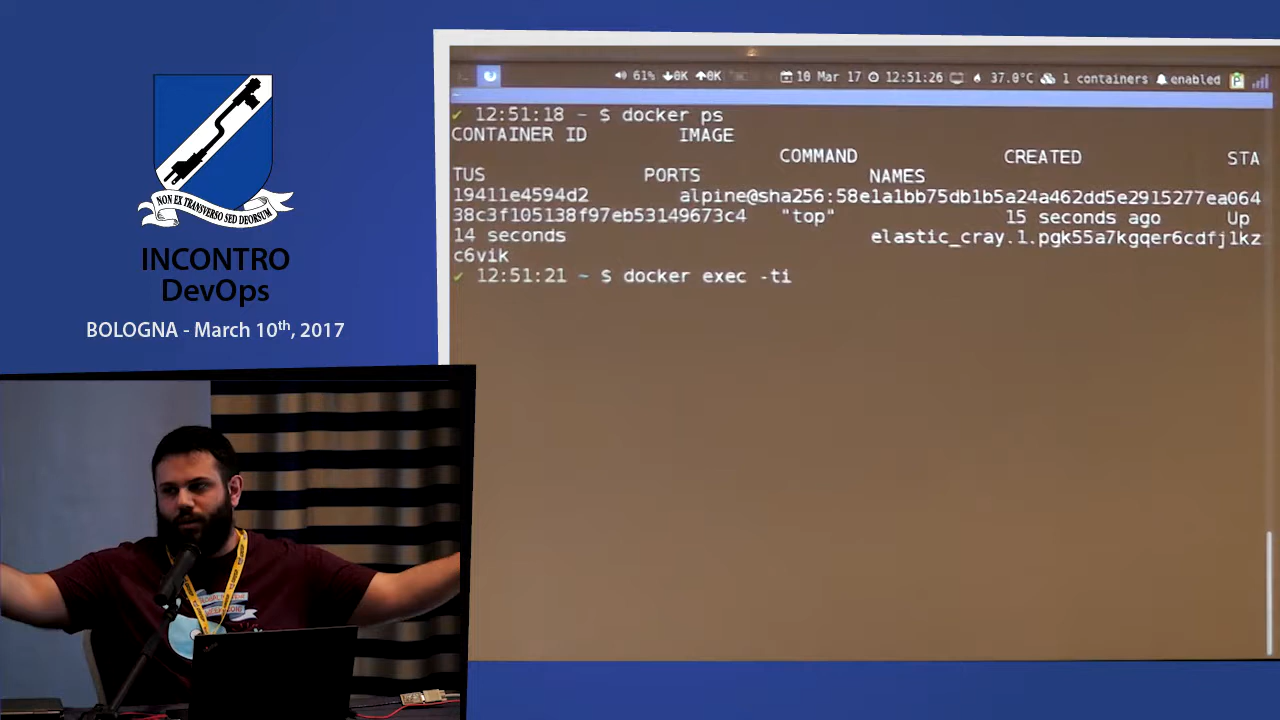 NON EX TRANSVERSO SED DEORSUM
INCONTRO
DevOps
BOLOGNA - March 10th, 2017
61% 0K 0K 10 Mar 17 12:51:26 37.0°C 1 containers enabled
12:51:18 ~ $ docker ps
CONTAINER ID IMAGE
COMMAND CREATED STA
TUS PORTS NAMES
19411e4594d2 alpine@sha256:58e1a1bb75db1b5a24a462dd5e2915277ea064
38c3f105138f97eb53149673c4 "top" 15 seconds ago Up
14 seconds elastic_cray.1.pgk55a7kgqer6cdfj1kz
c6vik
12:51:21 ~ $ docker exec -ti